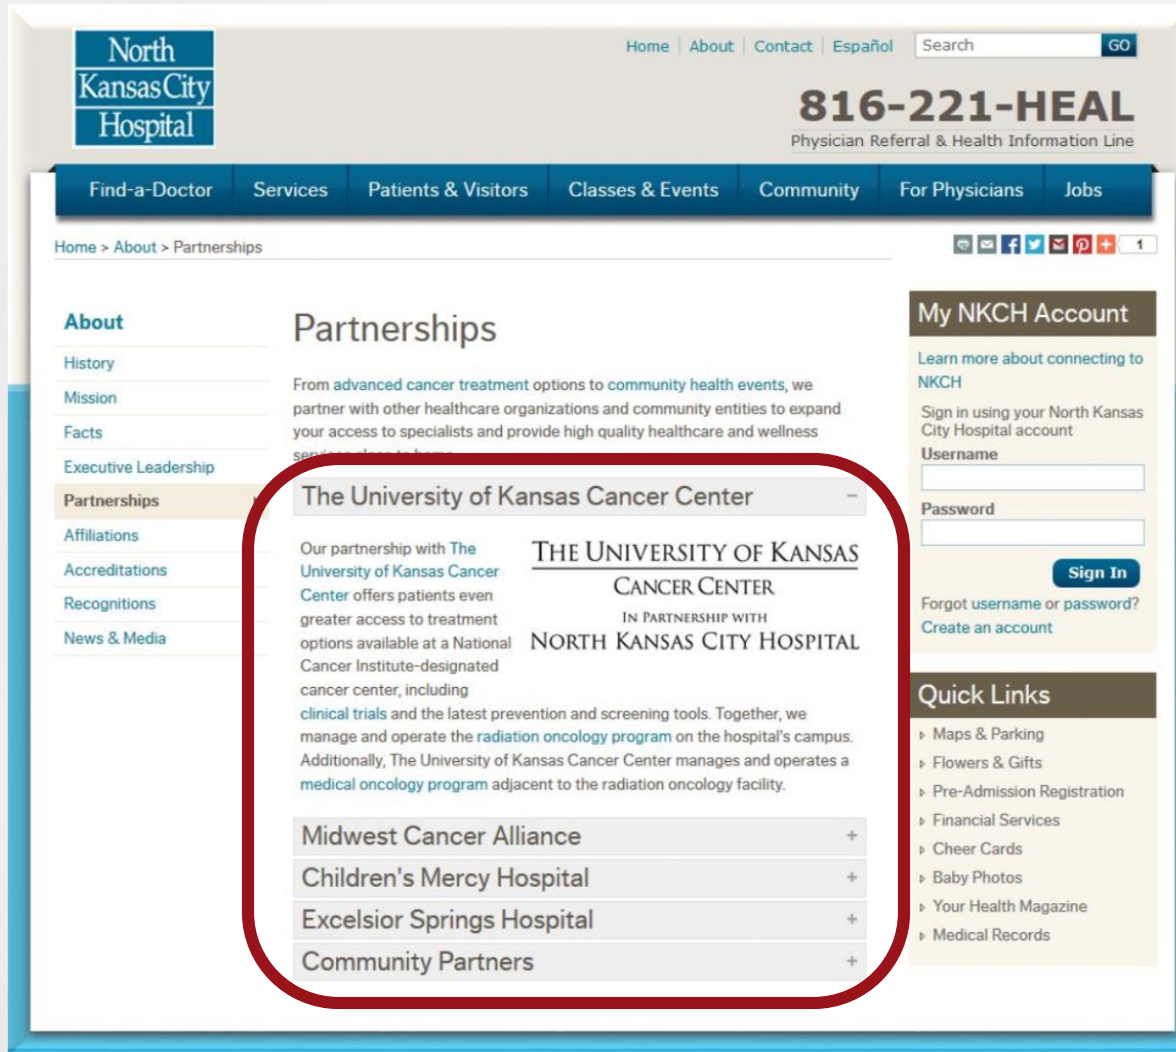 North
Kansas City
Hospital
Home | About | Contact | Español
Search
GO
816-221-HEAL
Physician Referral & Health Information Line
Find-a-Doctor
Services
Patients & Visitors
Classes & Events
Community
For Physicians
Jobs
Home > About > Partnerships
1
About
History
Mission
Facts
Executive Leadership
Partnerships
Affiliations
Accreditations
Recognitions
News & Media
Partnerships
From advanced cancer treatment options to community health events, we
partner with other healthcare organizations and community entities to expand
your access to specialists and provide high quality healthcare and wellness
services close to home.
The University of Kansas Cancer Center –
Our partnership with The
University of Kansas Cancer
Center offers patients even
greater access to treatment
options available at a National
Cancer Institute-designated
cancer center, including
clinical trials and the latest prevention and screening tools. Together, we
manage and operate the radiation oncology program on the hospital's campus.
Additionally, The University of Kansas Cancer Center manages and operates a
medical oncology program adjacent to the radiation oncology facility.
THE UNIVERSITY OF KANSAS
CANCER CENTER
IN PARTNERSHIP WITH
NORTH KANSAS CITY HOSPITAL
Midwest Cancer Alliance +
Children's Mercy Hospital +
Excelsior Springs Hospital +
Community Partners +
My NKCH Account
Learn more about connecting to
NKCH
Sign in using your North Kansas
City Hospital account
Username
Password
Sign In
Forgot username or password?
Create an account
Quick Links
Maps & Parking
Flowers & Gifts
Pre-Admission Registration
Financial Services
Cheer Cards
Baby Photos
Your Health Magazine
Medical Records